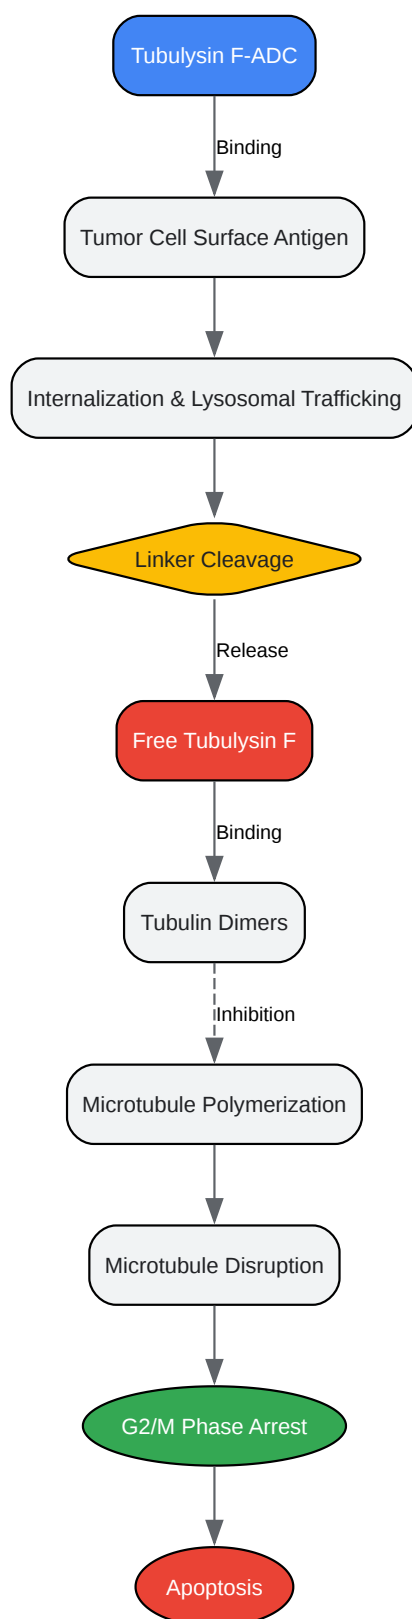 Tubulysin F-ADC
Binding
Tumor Cell Surface Antigen
Internalization & Lysosomal Trafficking
Linker Cleavage
Release
Free Tubulysin F
Binding
Tubulin Dimers
Inhibition
Microtubule Polymerization
Microtubule Disruption
G2/M Phase Arrest
Apoptosis